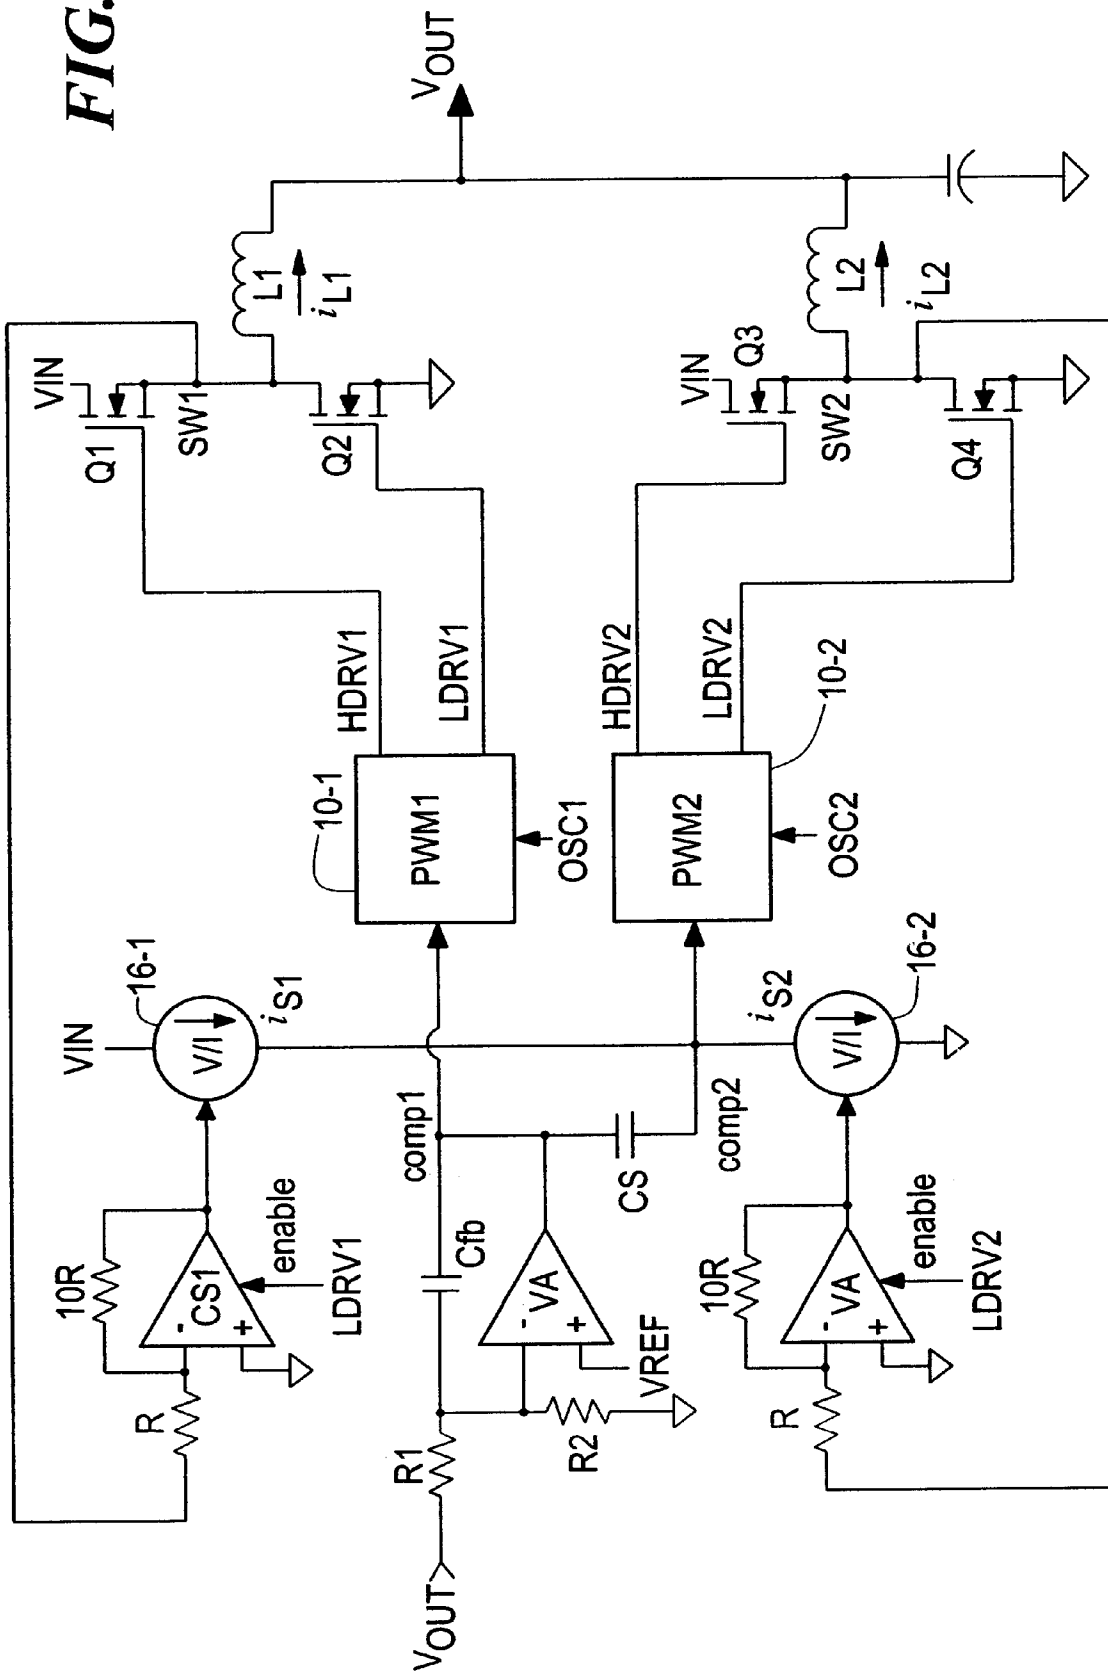 FIG.
VIN
Q1
SW1
Q2
L1
iL1
VOUT
VIN
Q3
SW2
Q4
L2
iL2
HDRV1
LDRV1
HDRV2
LDRV2
10-1
PWM1
OSC1
10-2
PWM2
OSC2
VIN
16-1
V/I
iS1
iS2
16-2
V/I
comp1
comp2
CS
10R
CS1
-
+
enable
LDRV1
R
Cfb
VA
-
+
VREF
R1
R2
VOUT
10R
VA
-
+
enable
LDRV2
R